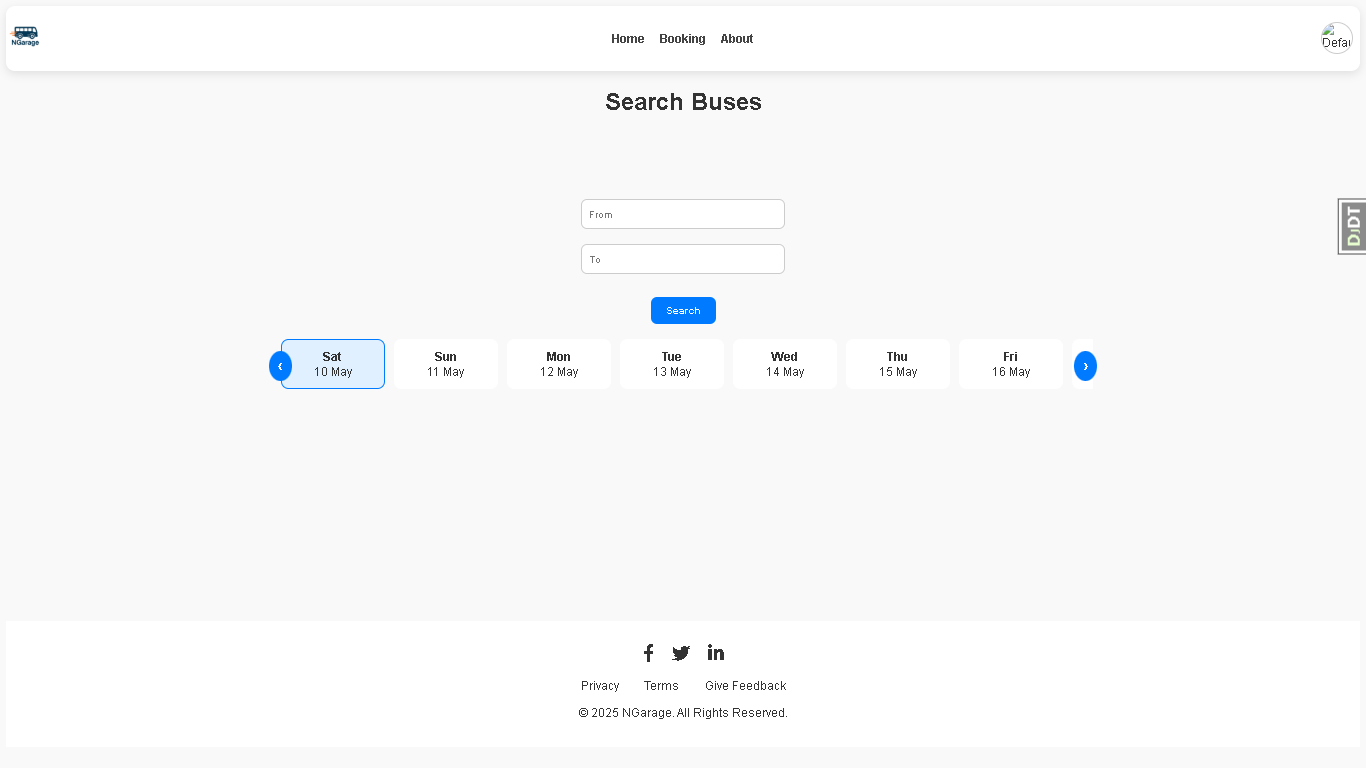 NGarage
Home Booking About
Defau
Search Buses
DjDT
From
To
Search
‹ Sat Sun Mon Tue Wed Thu Fri ›
10 May 11 May 12 May 13 May 14 May 15 May 16 May
Privacy Terms Give Feedback
© 2025 NGarage. All Rights Reserved.